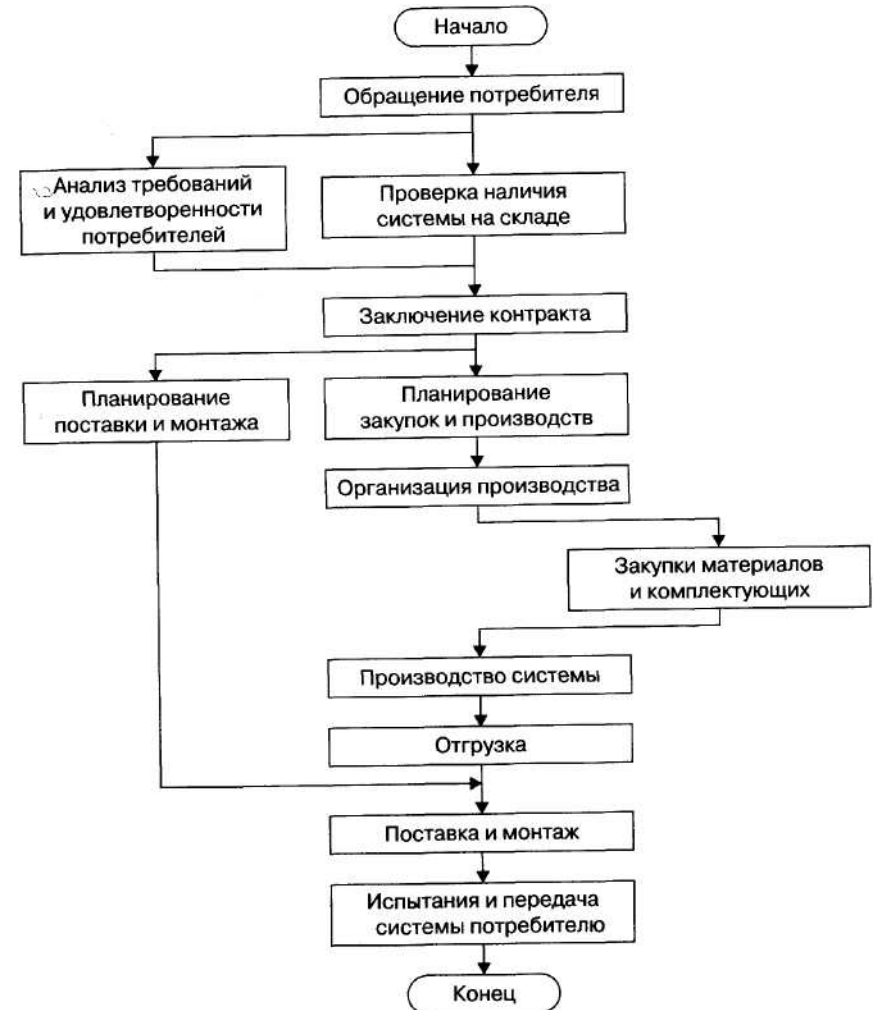 Начало
Обращение потребителя
Анализ требований
и удовлетворенности
потребителей
Проверка наличия
системы на складе
Заключение контракта
Планирование
поставки и монтажа
Планирование
закупок и производств
Организация производства
Закупки материалов
и комплектующих
Производство системы
Отгрузка
Поставка и монтаж
Испытания и передача
системы потребителю
Конец